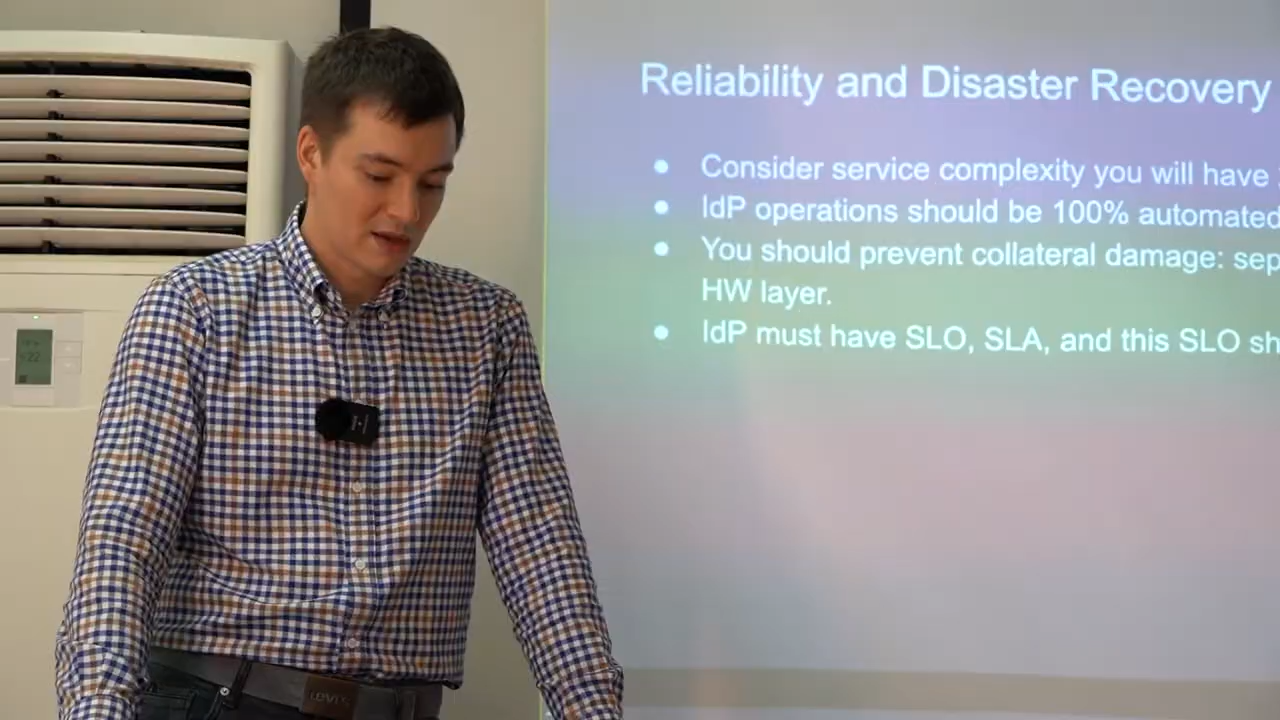 Reliability and Disaster Recovery
• Consider service complexity you will have
• IdP operations should be 100% automated
• You should prevent collateral damage: sep
HW layer.
• IdP must have SLO, SLA, and this SLO sh
LEVI'S